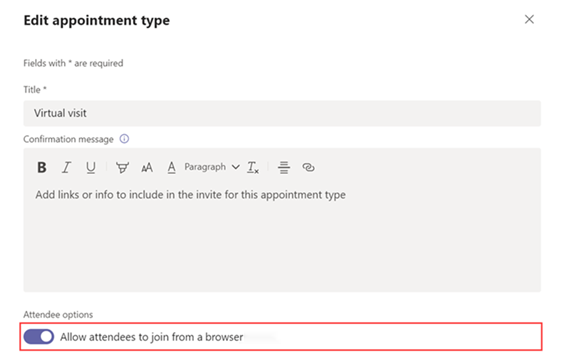 Edit appointment type
Fields with * are required
Title *
Virtual visit
Confirmation message
B I U AA A Paragraph Tx
Add links or info to include in the invite for this appointment type
Attendee options
Allow attendees to join from a browser